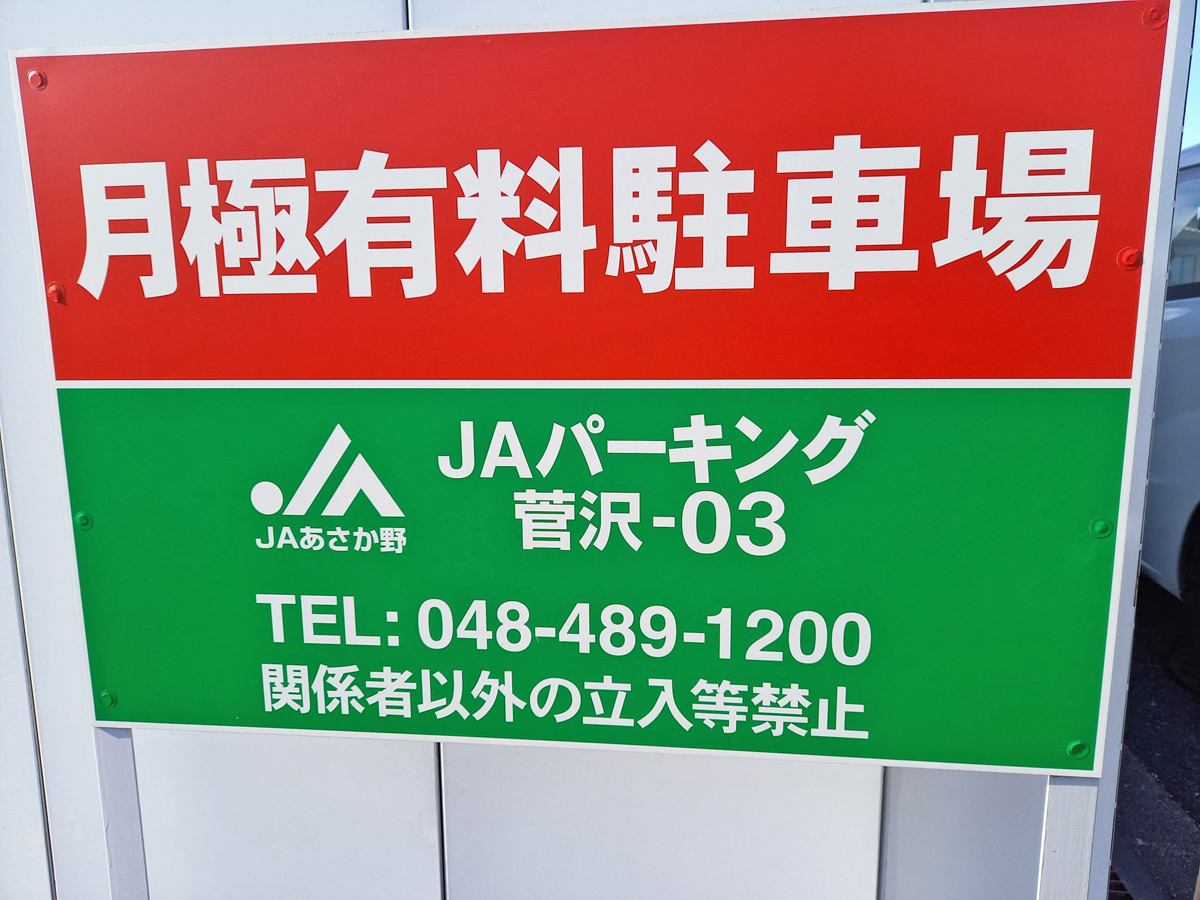 月極有料駐車場
JAパーキング
菅沢-03
JAあさか野
TEL: 048-489-1200
関係者以外の立入等禁止